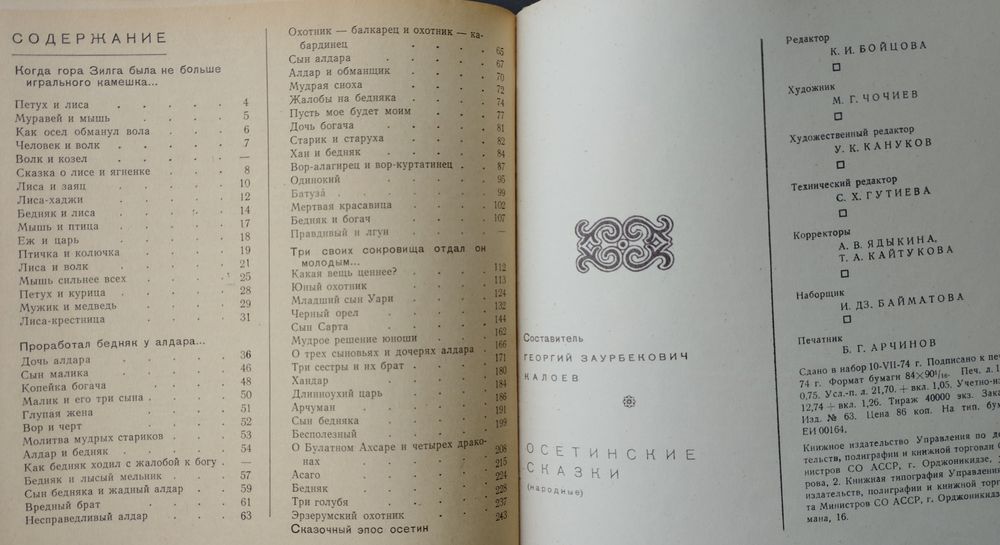 СОДЕРЖАНИЕ
Когда гора Зилга была не больше
игрального камешка...
Петух и лиса . . . . . 4
Муравей и мышь . . . . 5
Как осел обманул вола . . . 6
Человек и волк . . . . 7
Волк и козел . . . . —
Сказка о лисе и ягненке . . . 8
Лиса и заяц . . . . 10
Лиса-хаджи . . . . 12
Бедняк и лиса . . . . 14
Мышь и птица . . . . 17
Еж и царь . . . . 18
Птичка и колючка . . . . 19
Лиса и волк . . . . 21
Мышь сильнее всех . . . . 25
Петух и курица . . . . 28
Мужик и медведь . . . . 29
Лиса-крестница . . . . 31
Проработал бедняк у алдара...
Дочь алдара . . . . 36
Сын малика . . . . 46
Копейка богача . . . . 48
Малик и его три сына . . . . 50
Глупая жена . . . . 51
Вор и черт . . . . 52
Молитва мудрых стариков . . . 53
Алдар и бедняк . . . . 54
Как бедняк ходил с жалобой к богу . —
Бедняк и лысый мельник . . . 57
Сын бедняка и жадный алдар . . 59
Вредный брат . . . . 61
Несправедливый алдар . . . 63
Охотник — балкарец и охотник — ка-
бардинец . . . . 65
Сын алдара . . . . 67
Алдар и обманщик . . . . 70
Мудрая сноха . . . . 72
Жалобы на бедняка . . . . 74
Пусть мое будет моим . . . 77
Дочь богача . . . . 81
Старик и старуха . . . . 82
Хан и бедняк . . . . 84
Вор-алагирец и вор-куртатинец . . 87
Одинокий . . . . 95
Батуза . . . . 99
Мертвая красавица . . . . 102
Бедняк и богач . . . . 107
Правдивый и лгун . . . . —
Три своих сокровища отдал он
молодым...
Какая вещь ценнее? . . . . 112
Юный охотник . . . . 113
Младший сын Уари . . . . 124
Черный орел . . . . 132
Сын Сарта . . . . 144
Мудрое решение юноши . . . 162
О трех сыновьях и дочерях алдара . 166
Три сестры и их брат . . . . 171
Хандар . . . . 180
Длинноухий царь . . . . 184
Арчуман . . . . 186
Сын бедняка . . . . 191
Бесполезный . . . . 199
О Булатном Ахсаре и четырех драко-
нах . . . . 208
Асаго . . . . 215
Бедняк . . . . 224
Три голубя . . . . 228
Эрзерумский охотник . . . . 237
Сказочный эпос осетин 243
Составитель
ГЕОРГИЙ ЗАУРБЕКОВИЧ
КАЛОЕВ
ОСЕТИНСКИЕ
СКАЗКИ
(народные)
Редактор
К. И. БОЙЦОВА
Художник
М. Г. ЧОЧИЕВ
Художественный редактор
У. К. КАНУКОВ
Технический редактор
С. Х. ГУТИЕВА
Корректоры
А. В. ЯДЫКИНА,
Т. А. КАЙТУКОВА
Наборщик
И. ДЗ. БАЙМАТОВА
Печатник
Б. Г. АРЧИНОВ
Сдано в набор 10-VII-74 г. Подписано к пе
74 г. Формат бумаги 84×90¹/₁₆. Печ. л. 1
0,75. Усл.-п. л. 21,70. + вкл. 1,05. Учетно-из
12,74 + вкл. 1,26. Тираж 40000 экз. Зака
Изд. № 63. Цена 86 коп. На тип. бум
ЕИ 00164.
Книжное издательство Управления по де
тельств, полиграфии и книжной торговли С
нистров СО АССР, г. Орджоникидзе,
рова, 2. Книжная типография Управлени
издательств, полиграфии и книжной торг
та Министров СО АССР, г. Орджоникидзе,
мана, 16.